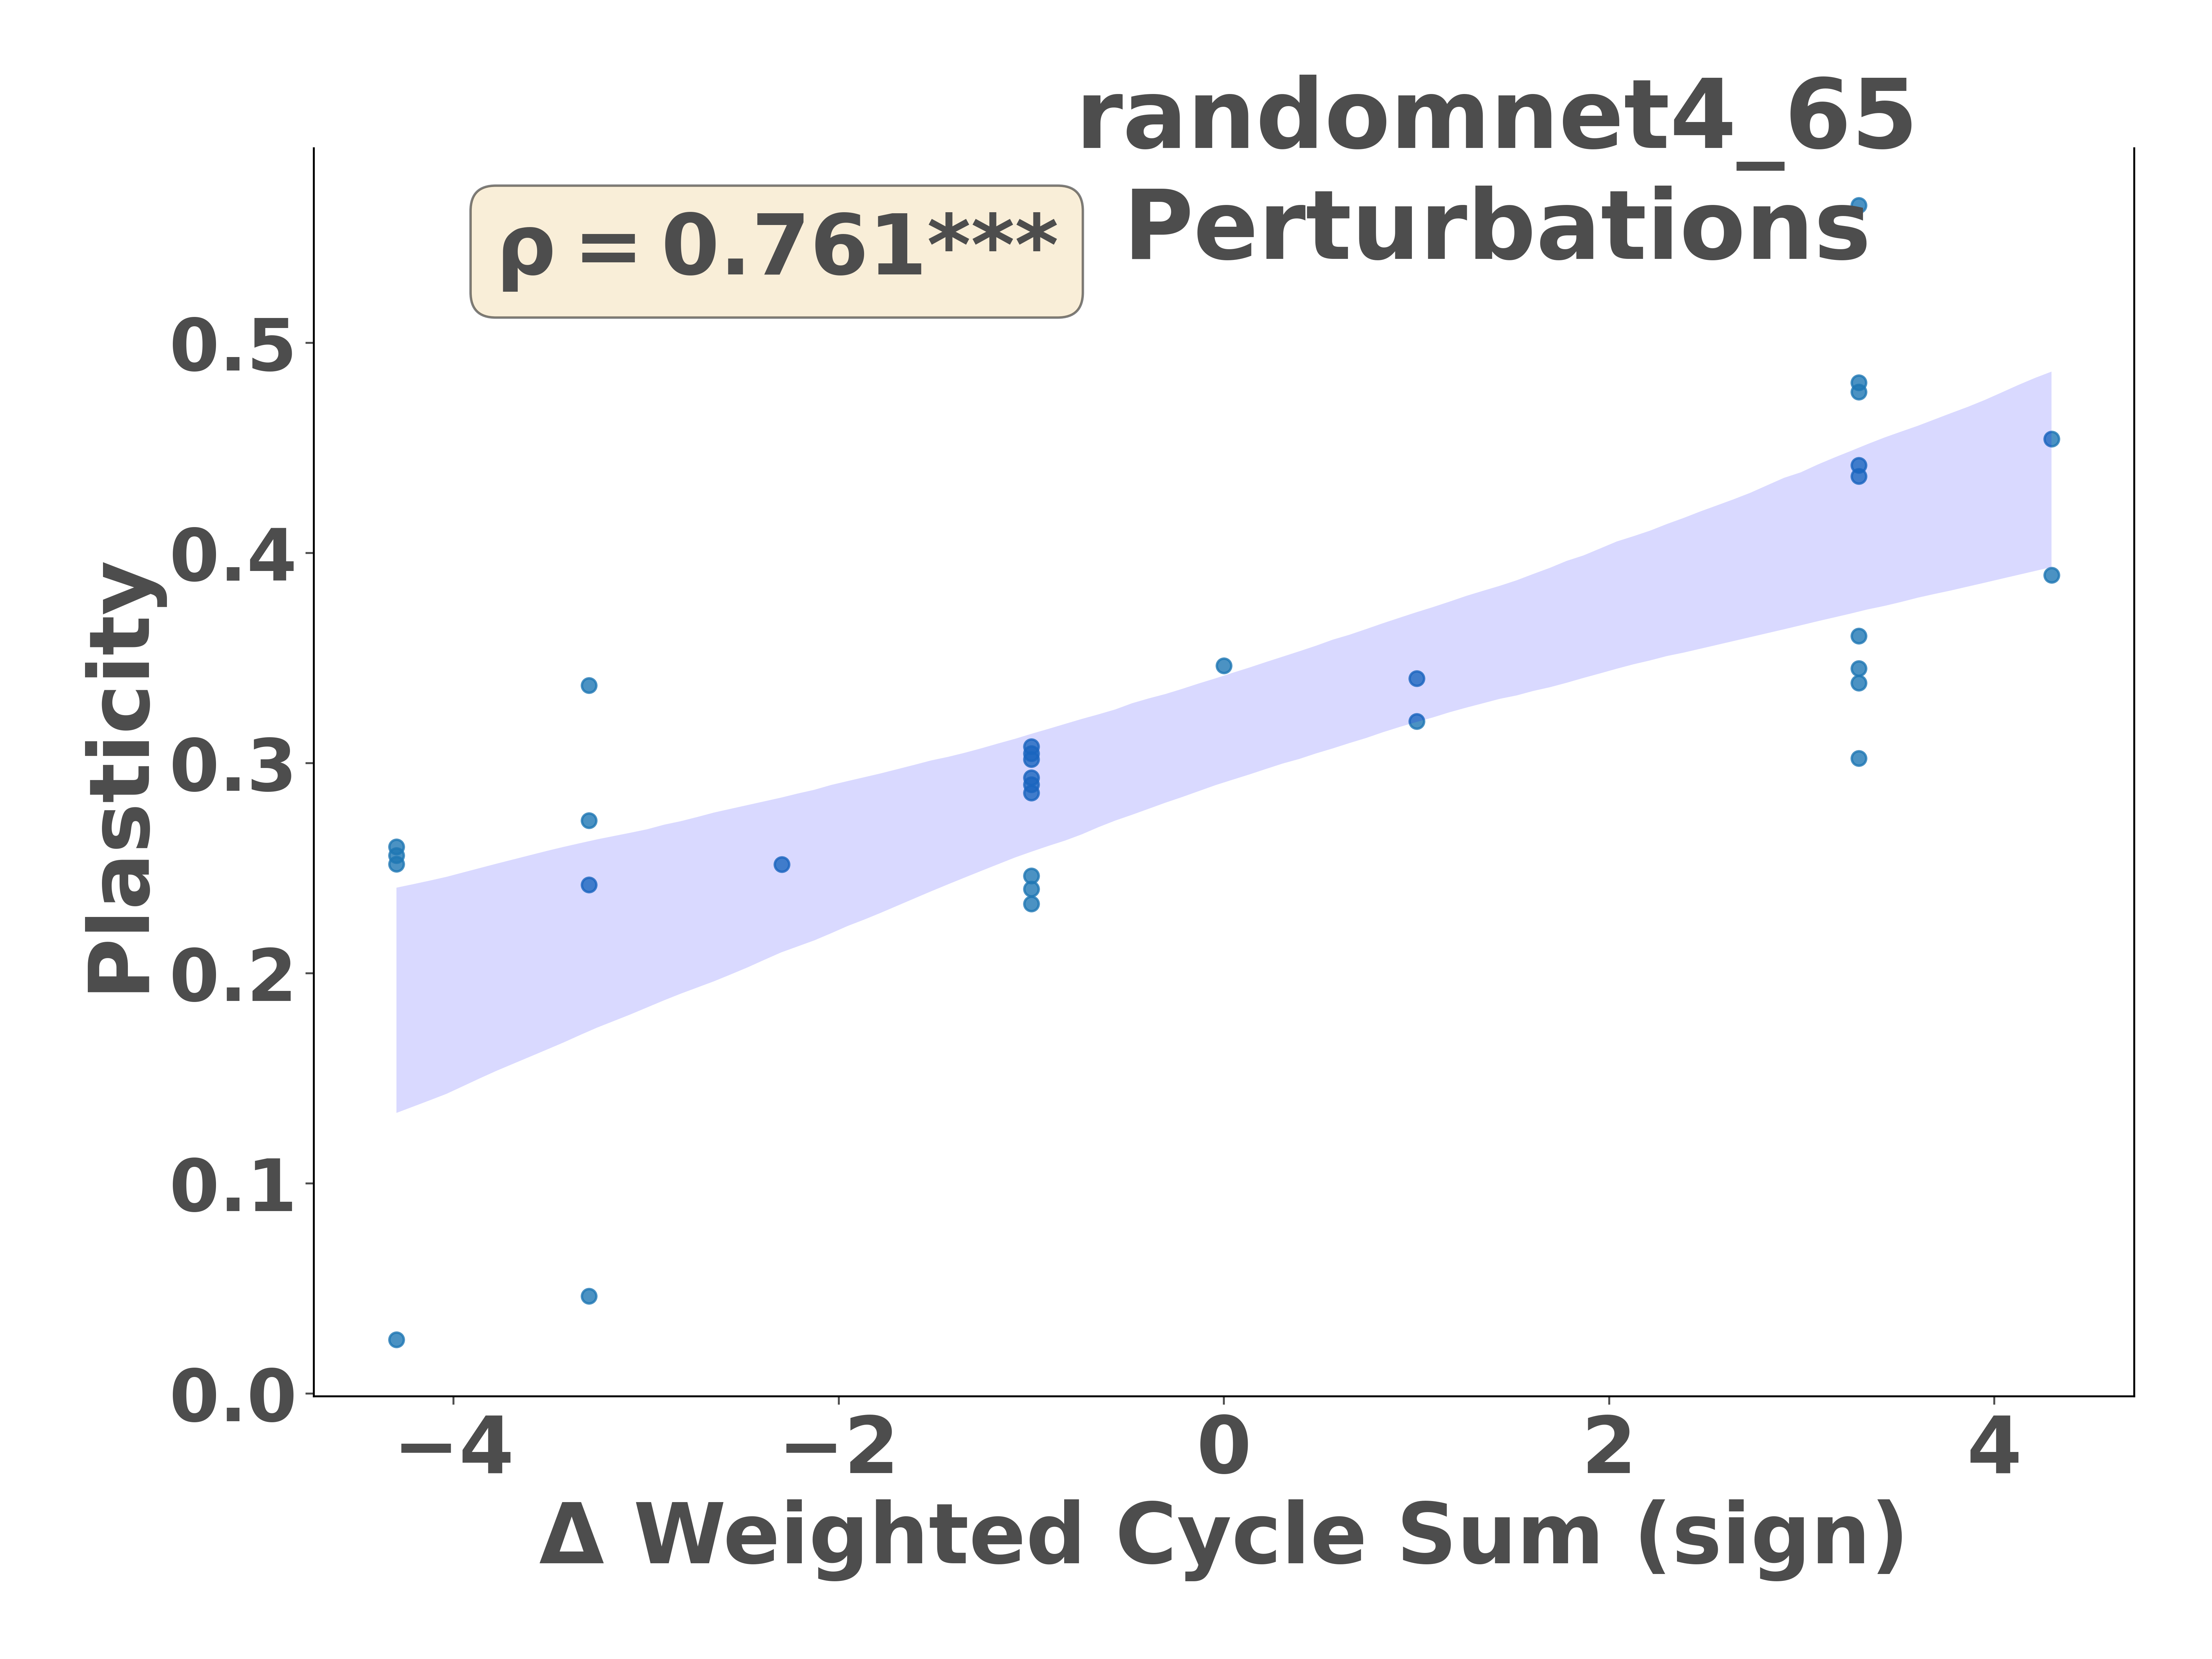 randomnet4_65
Perturbations
ρ = 0.761***
Plasticity
0.5
0.4
0.3
0.2
0.1
0.0
−4 −2 0 2 4
Δ Weighted Cycle Sum (sign)